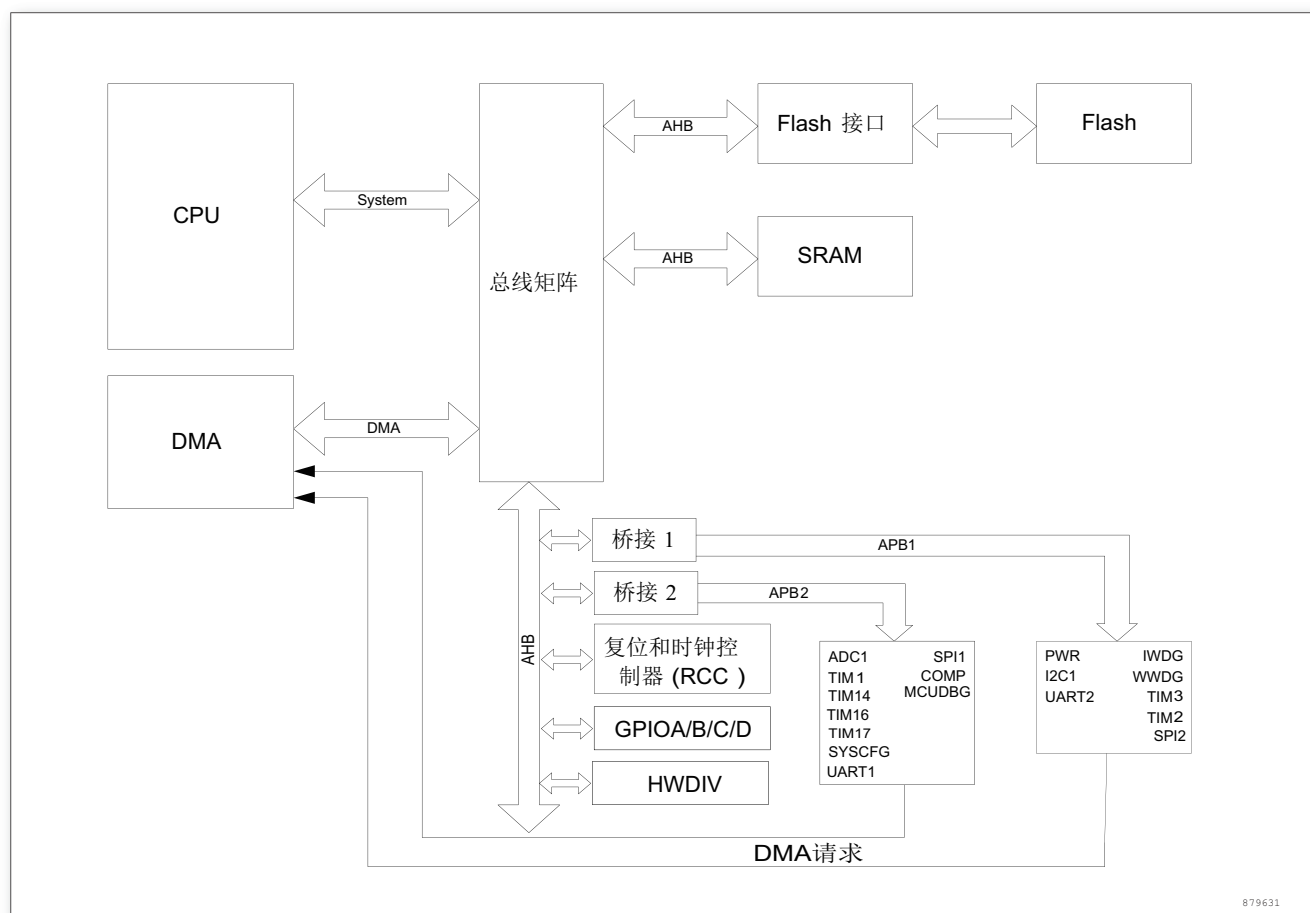 CPU
System
总线矩阵
AHB
Flash 接口
Flash
AHB
SRAM
DMA
DMA
AHB
桥接 1
APB1
桥接 2
APB2
复位和时钟控
制器 (RCC )
GPIOA/B/C/D
HWDIV
ADC1
TIM1
TIM14
TIM16
TIM17
SYSCFG
UART1
SPI1
COMP
MCUDBG
PWR
I2C1
UART2
IWDG
WWDG
TIM3
TIM2
SPI2
DMA请求
879631